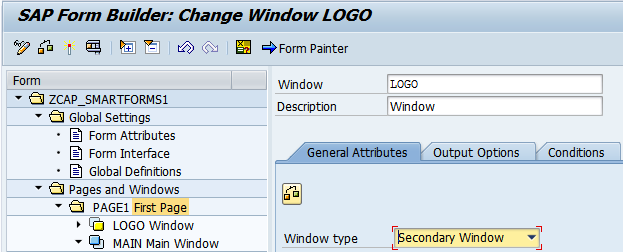 SAP Form Builder: Change Window LOGO
Form Painter
Form
ZCAP_SMARTFORMS1
Global Settings
Form Attributes
Form Interface
Global Definitions
Pages and Windows
PAGE1 First Page
LOGO Window
MAIN Main Window
Window LOGO
Description Window
General Attributes Output Options Conditions
Window type Secondary Window